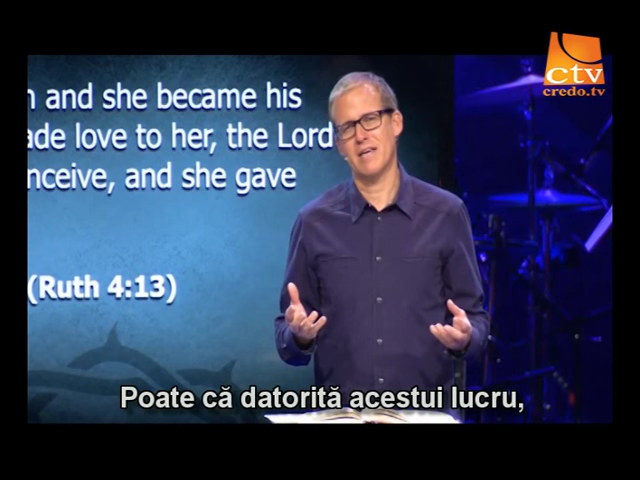 ctv
credo.tv
and she became his
ade love to her, the Lord
nceive, and she gave
(Ruth 4:13)
Poate că datorită acestui lucru,